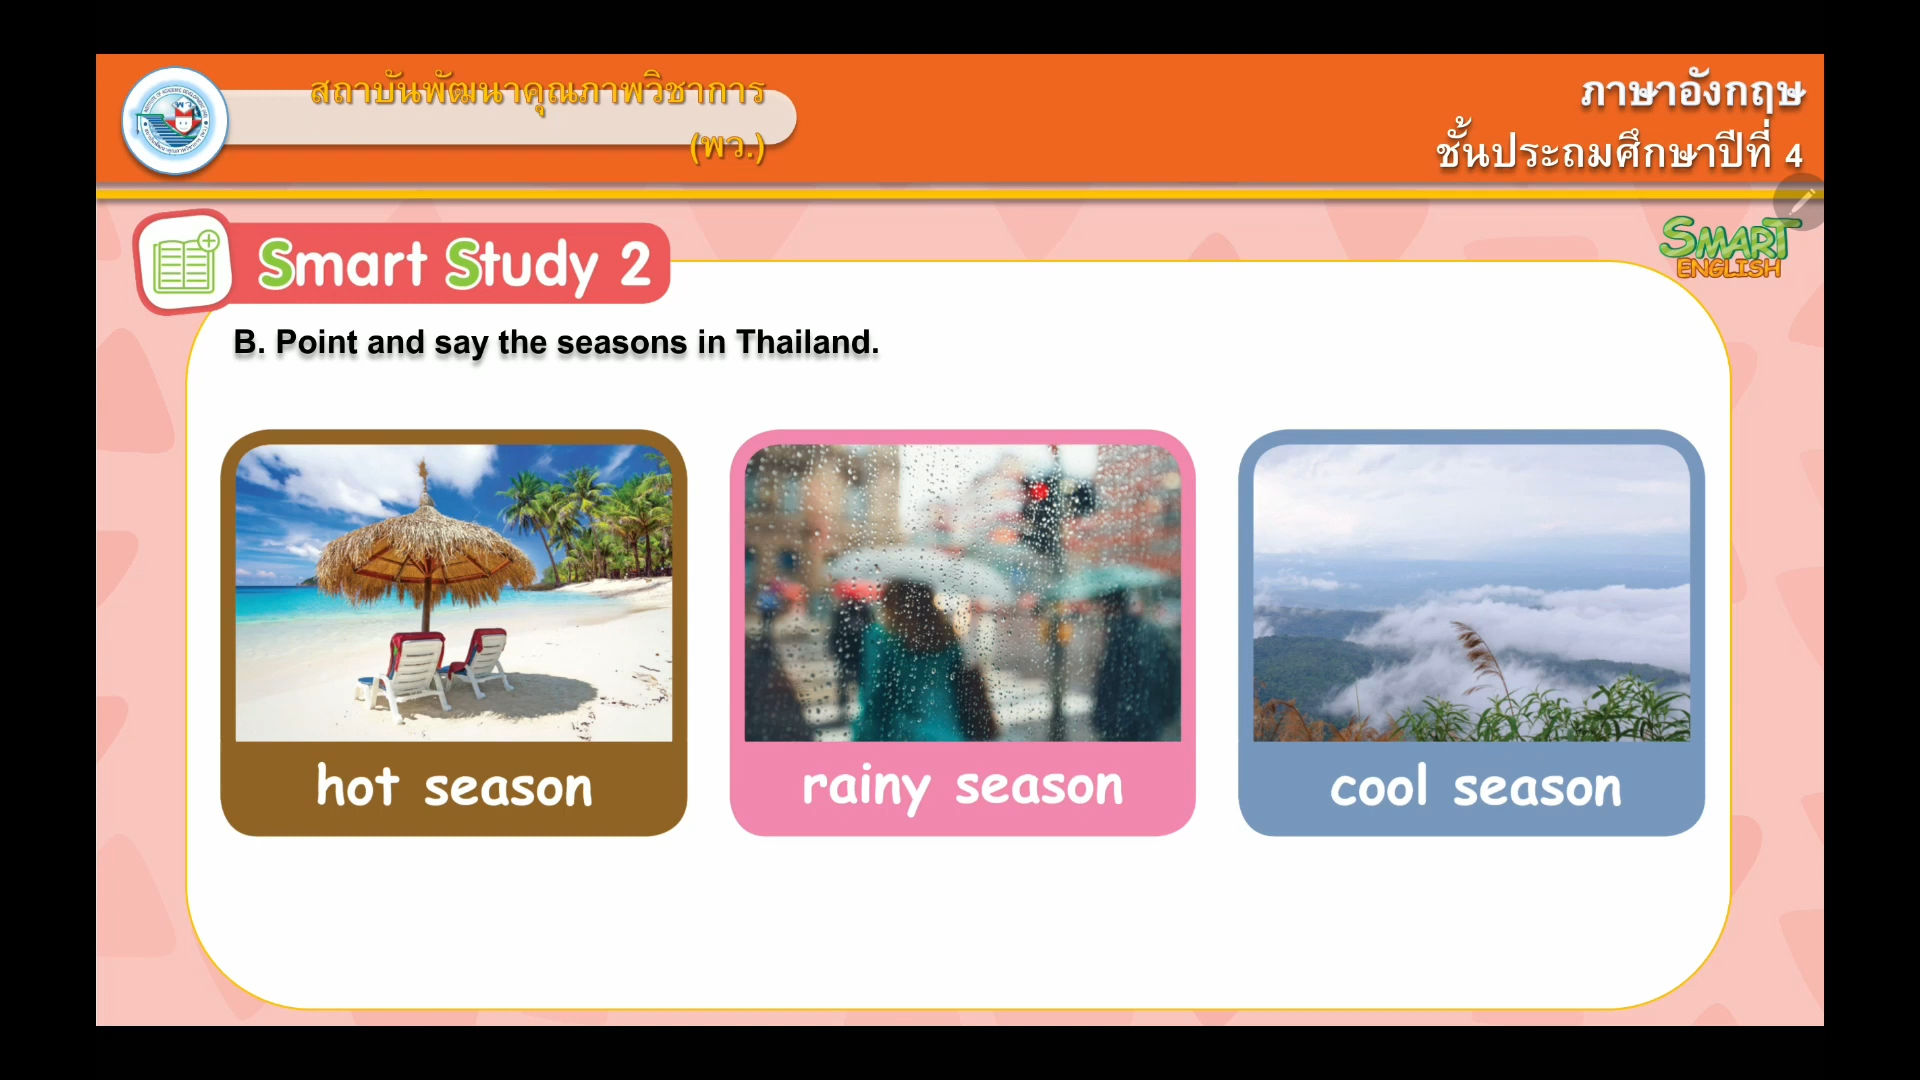 สถาบันพัฒนาคุณภาพวิชาการ
(พว.)
ภาษาอังกฤษ
ชั้นประถมศึกษาปีที่ 4
SMART
ENGLISH
Smart Study 2
B. Point and say the seasons in Thailand.
hot season
rainy season
cool season